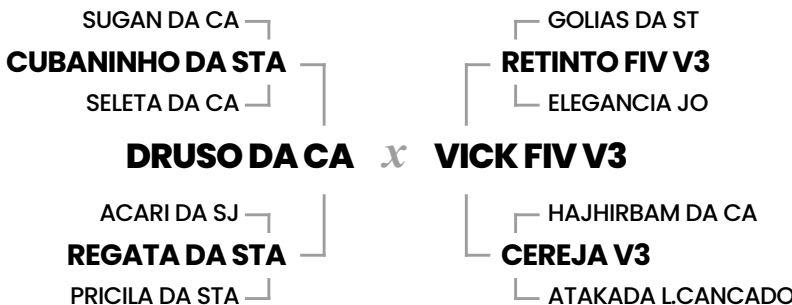 SUGAN DA CA GOLIAS DA ST
CUBANINHO DA STA RETINTO FIV V3
SELETA DA CA ELEGANCIA JO
DRUSO DA CA x VICK FIV V3
ACARI DA SJ HAJHIRBAM DA CA
REGATA DA STA CEREJA V3
PRICILA DA STA ATAKADA L.CANCADO